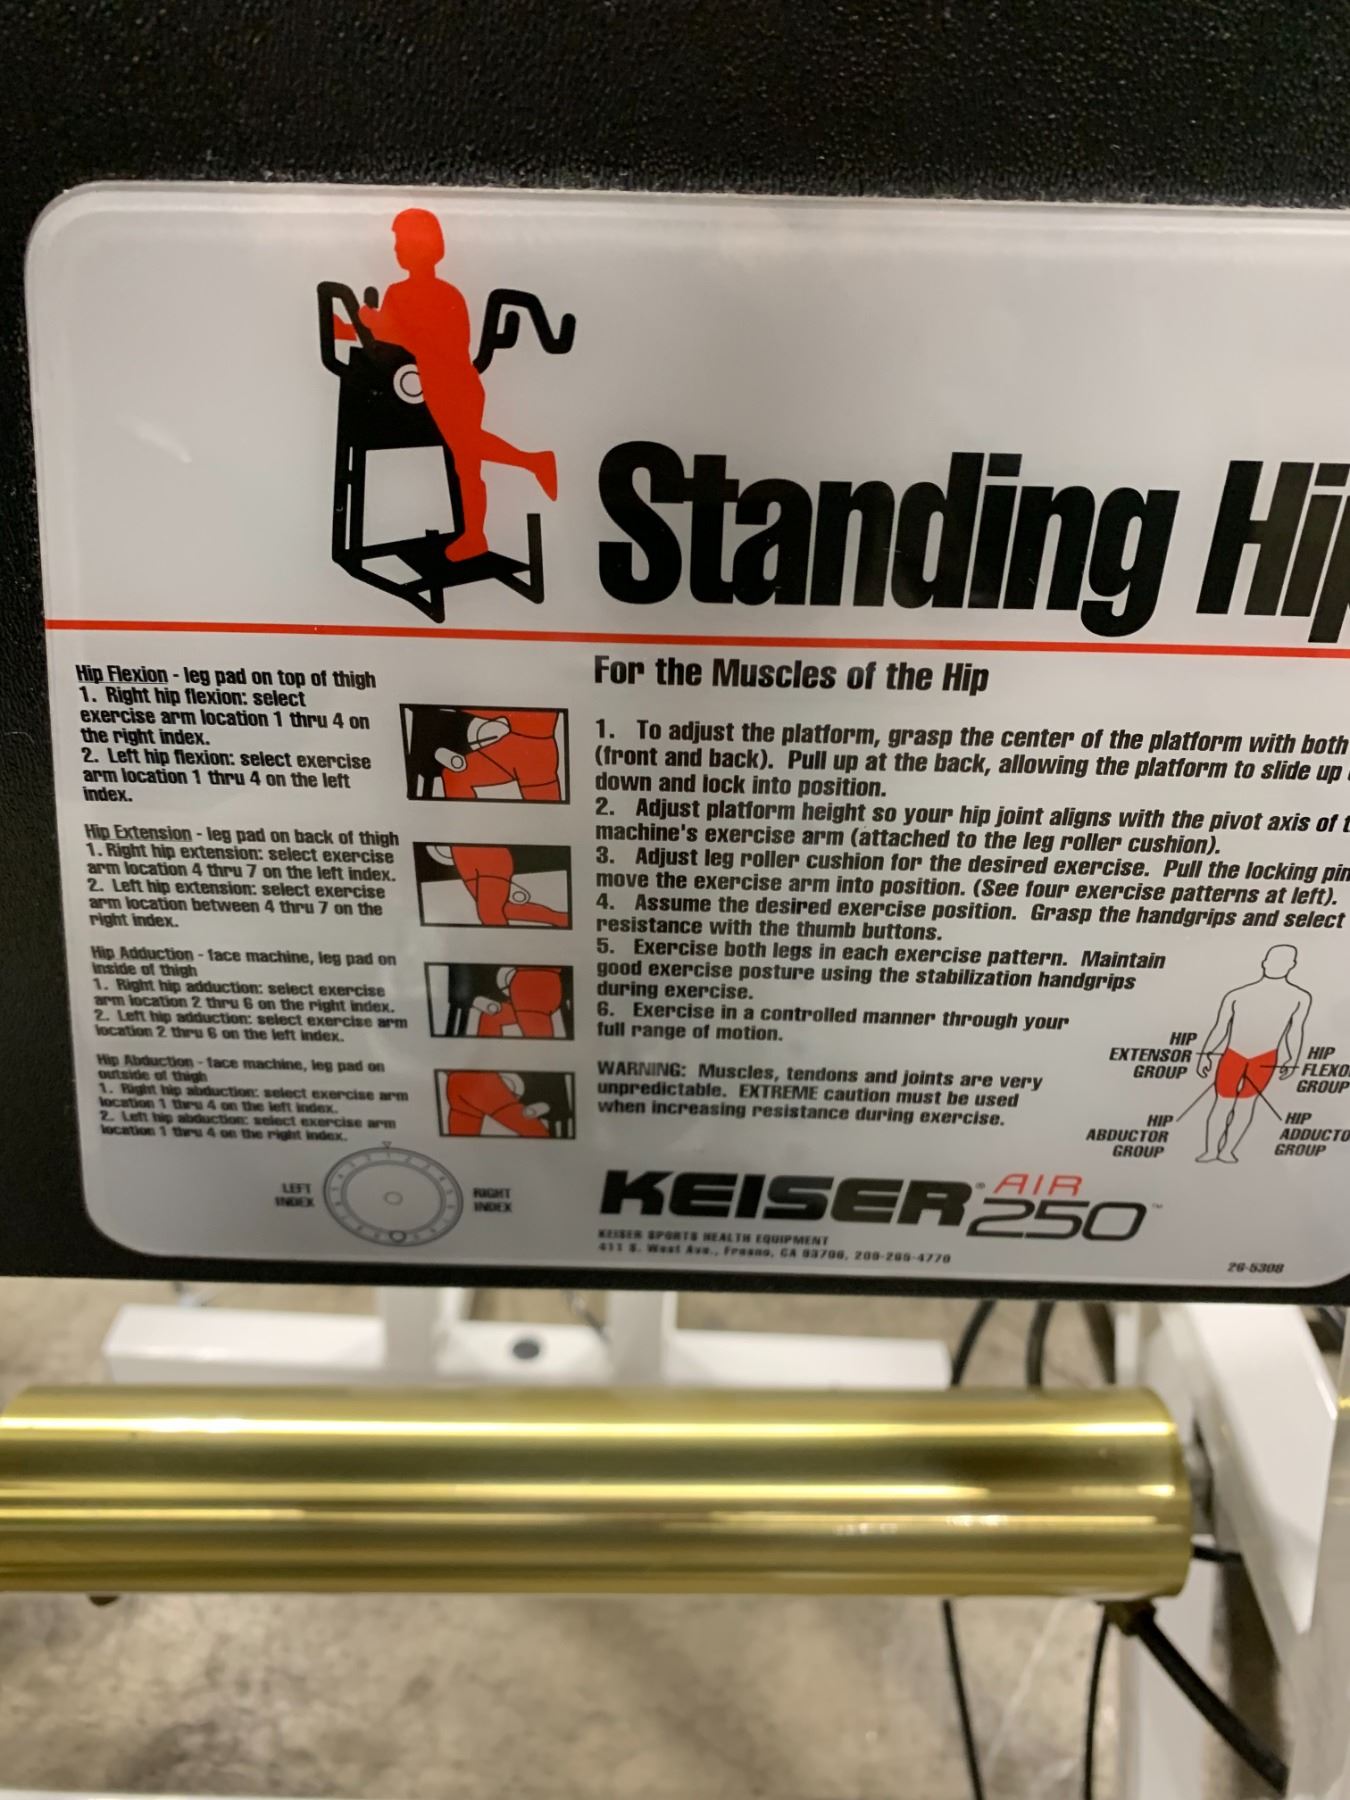 Standing Hip
Hip Flexion - leg pad on top of thigh
1. Right hip flexion: select
exercise arm location 1 thru 4 on
the right index.
2. Left hip flexion: select exercise
arm location 1 thru 4 on the left
index.
Hip Extension - leg pad on back of thigh
1. Right hip extension: select exercise
arm location 4 thru 7 on the left index.
2. Left hip extension: select exercise
arm location between 4 thru 7 on the
right index.
Hip Adduction - face machine, leg pad on
inside of thigh
1. Right hip adduction: select exercise
arm location 2 thru 6 on the right index.
2. Left hip adduction: select exercise arm
location 2 thru 6 on the left index.
Hip Abduction - face machine, leg pad on
outside of thigh
1. Right hip abduction: select exercise arm
location 1 thru 4 on the left index.
2. Left hip abduction: select exercise arm
location 1 thru 4 on the right index.
LEFT
INDEX
RIGHT
INDEX
For the Muscles of the Hip
1. To adjust the platform, grasp the center of the platform with both
(front and back). Pull up at the back, allowing the platform to slide up
down and lock into position.
2. Adjust platform height so your hip joint aligns with the pivot axis of
machine's exercise arm (attached to the leg roller cushion).
3. Adjust leg roller cushion for the desired exercise. Pull the locking pin
move the exercise arm into position. (See four exercise patterns at left).
4. Assume the desired exercise position. Grasp the handgrips and select
resistance with the thumb buttons.
5. Exercise both legs in each exercise pattern. Maintain
good exercise posture using the stabilization handgrips
during exercise.
6. Exercise in a controlled manner through your
full range of motion.
WARNING: Muscles, tendons and joints are very
unpredictable. EXTREME caution must be used
when increasing resistance during exercise.
HIP
EXTENSOR
GROUP
HIP
FLEXO
GROUP
HIP
ABDUCTOR
GROUP
HIP
ADDUCTO
GROUP
KEISER® AIR 250™
KEISER SPORTS HEALTH EQUIPMENT
411 S. West Ave., Fresno, CA 93706, 209-265-4770
26-5308